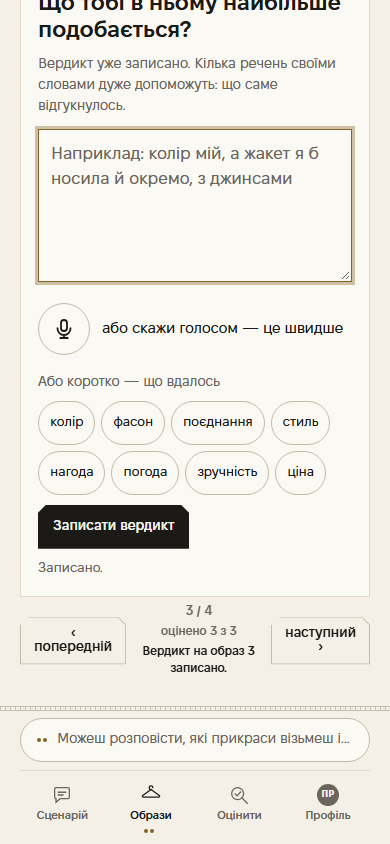 Що тобі в ньому найбільше
подобається?
Вердикт уже записано. Кілька речень своїми
словами дуже допоможуть: що саме
відгукнулось.
Наприклад: колір мій, а жакет я б
носила й окремо, з джинсами
або скажи голосом — це швидше
Або коротко — що вдалось
колір фасон поєднання стиль
нагода погода зручність ціна
Записати вердикт
Записано.
‹
попередній
3 / 4
оцінено 3 з 3
Вердикт на образ 3
записано.
наступний
›
Можеш розповісти, які прикраси візьмеш і...
Сценарій Образи Оцінити ПР Профіль